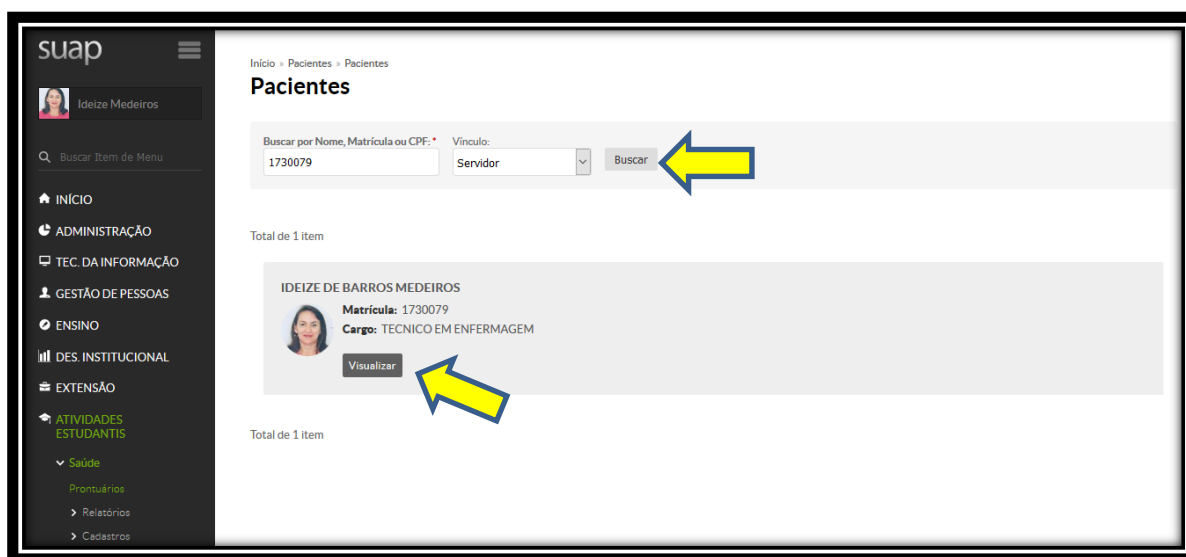 suap
Ideize Medeiros
Buscar Item de Menu
INÍCIO
ADMINISTRAÇÃO
TEC. DA INFORMAÇÃO
GESTÃO DE PESSOAS
ENSINO
DES. INSTITUCIONAL
EXTENSÃO
ATIVIDADES
ESTUDANTIS
Saúde
Prontuários
Relatórios
Cadastros
Início » Pacientes » Pacientes
Pacientes
Buscar por Nome, Matrícula ou CPF: * Vínculo:
1730079 Servidor Buscar
Total de 1 item
IDEIZE DE BARROS MEDEIROS
Matrícula: 1730079
Cargo: TECNICO EM ENFERMAGEM
Visualizar
Total de 1 item